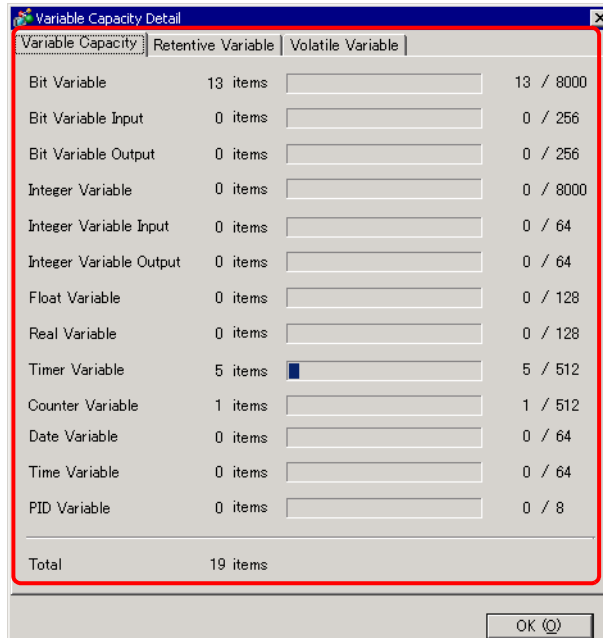 Variable Capacity Detail
Variable Capacity Retentive Variable Volatile Variable
Bit Variable 13 items 13 / 8000
Bit Variable Input 0 items 0 / 256
Bit Variable Output 0 items 0 / 256
Integer Variable 0 items 0 / 8000
Integer Variable Input 0 items 0 / 64
Integer Variable Output 0 items 0 / 64
Float Variable 0 items 0 / 128
Real Variable 0 items 0 / 128
Timer Variable 5 items 5 / 512
Counter Variable 1 items 1 / 512
Date Variable 0 items 0 / 64
Time Variable 0 items 0 / 64
PID Variable 0 items 0 / 8
Total 19 items
OK (O)